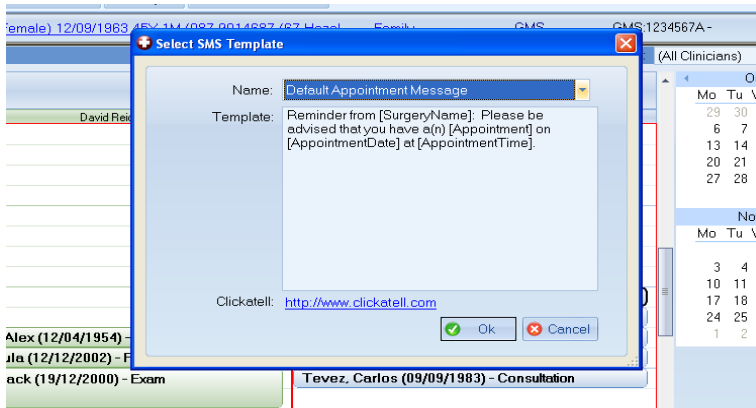 Female) 12/09/1963 45Y 1M (087 9014687 (67 Hazel Family GMS GMS:1234567A -
Select SMS Template
(All Clinicians)
Name: Default Appointment Message
Template: Reminder from [SurgeryName]: Please be
advised that you have a(n) [Appointment] on
[AppointmentDate] at [AppointmentTime].
David Reid
Mo Tu
29 30
6 7
13 14
20 21
27 28
No
Mo Tu
3 4
10 11
17 18
24 25
1 2
Clickatell: http://www.clickatell.com
Ok Cancel
Alex (12/04/1954) -
ula (12/12/2002) - F
ack (19/12/2000) - Exam
Tevez, Carlos (09/09/1983) - Consultation